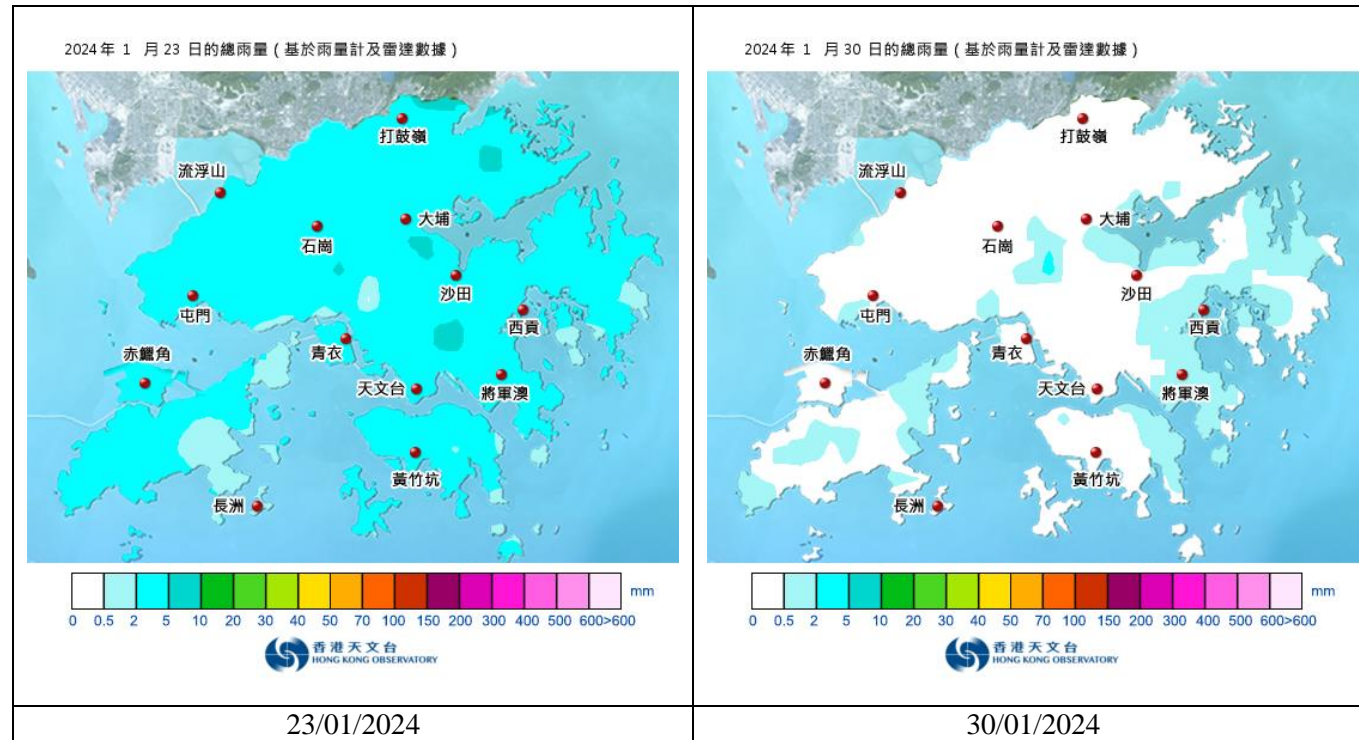 2024年 1 月23 日的總雨量 ( 基於雨量計及雷達數據 )
打鼓嶺
流浮山
大埔
石崗
沙田
屯門
西貢
青衣
赤鱲角
天文台
將軍澳
黃竹坑
長洲
mm
0 0.5 2 5 10 20 30 40 50 70 100 150 200 300 400 500 600>600
香港天文台
HONG KONG OBSERVATORY
23/01/2024
2024年 1 月30 日的總雨量 ( 基於雨量計及雷達數據 )
打鼓嶺
流浮山
大埔
石崗
沙田
屯門
西貢
青衣
赤鱲角
天文台
將軍澳
黃竹坑
長洲
mm
0 0.5 2 5 10 20 30 40 50 70 100 150 200 300 400 500 600>600
香港天文台
HONG KONG OBSERVATORY
30/01/2024